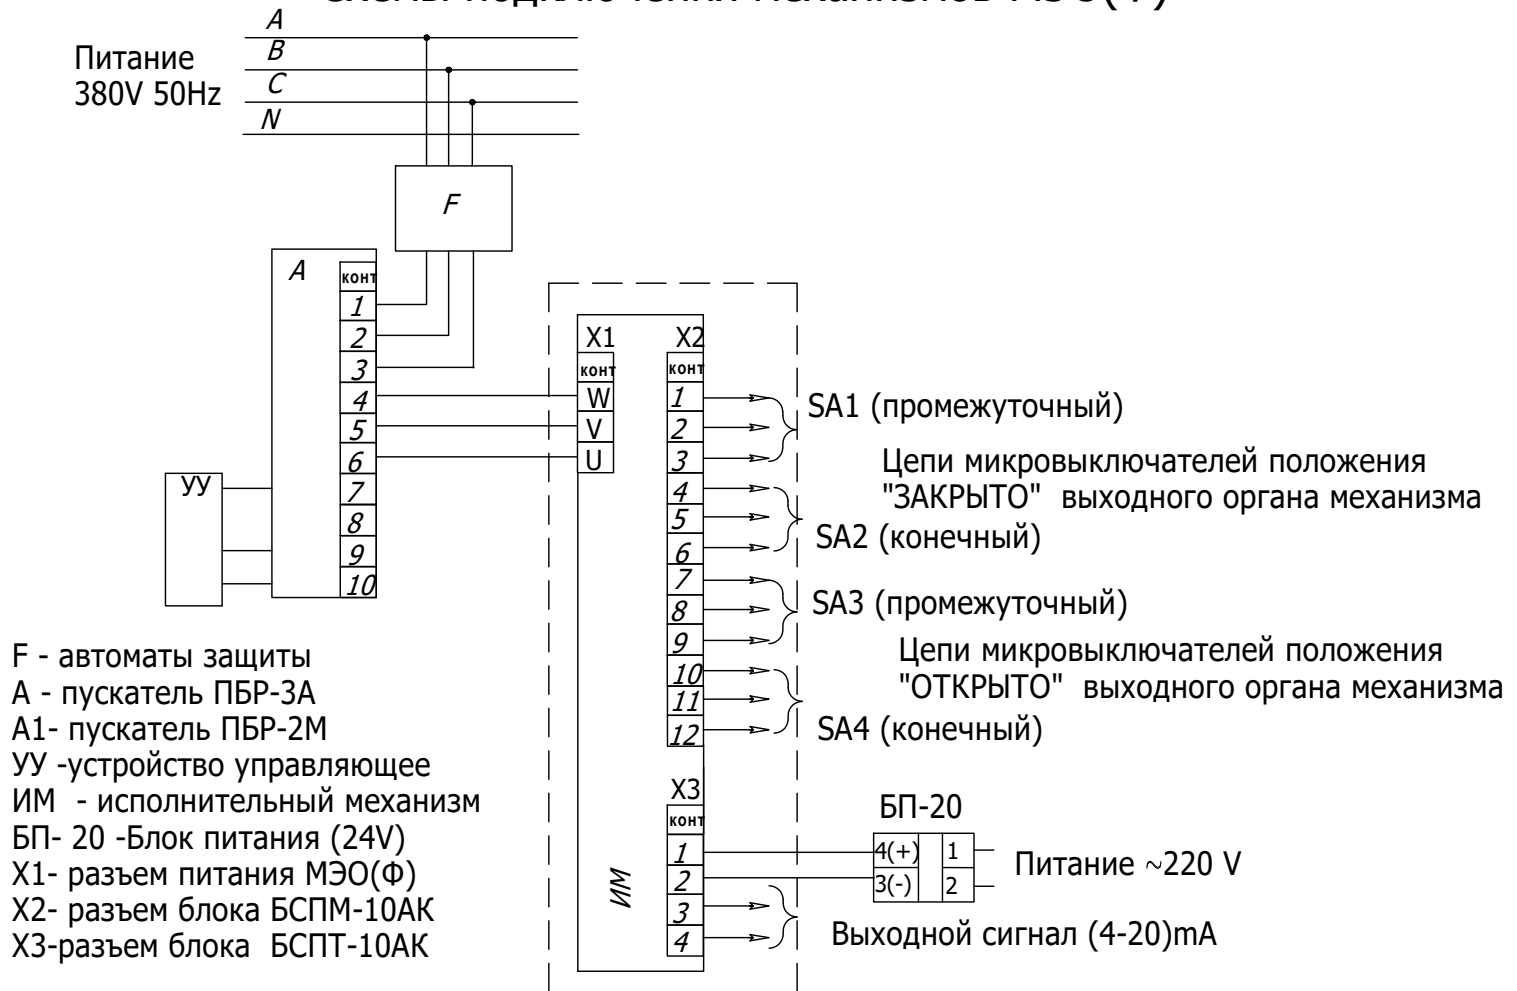 схемы подключений механизмов МЭО(Ф)
Питание
380V 50Hz
A
B
C
N
F
A
конт
1
2
3
4
5
6
7
8
9
10
УУ
X1
конт
W
V
U
X2
конт
1
2
3
4
5
6
7
8
9
10
11
12
SA1 (промежуточный)
Цепи микровыключателей положения
"ЗАКРЫТО" выходного органа механизма
SA2 (конечный)
SA3 (промежуточный)
Цепи микровыключателей положения
"ОТКРЫТО" выходного органа механизма
SA4 (конечный)
X3
конт
1
2
3
4
ИМ
БП-20
4(+) 1
3(-) 2
Питание ~220 V
Выходной сигнал (4-20)mA
F - автоматы защиты
A - пускатель ПБР-3А
A1- пускатель ПБР-2М
УУ -устройство управляющее
ИМ - исполнительный механизм
БП- 20 -Блок питания (24V)
X1- разъем питания МЭО(Ф)
X2- разъем блока БСПМ-10АК
X3-разъем блока БСПТ-10АК